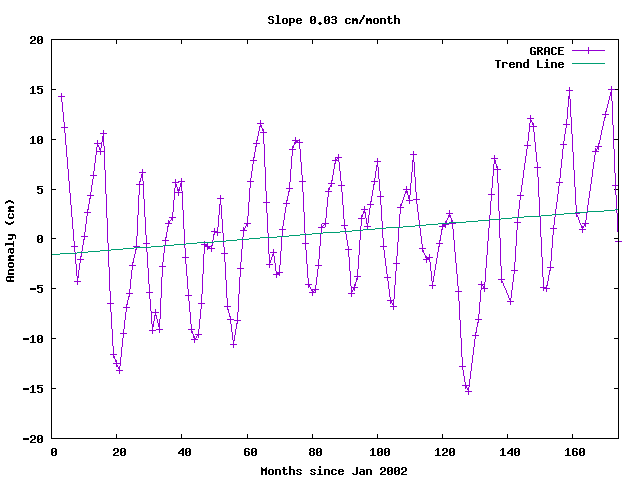 Slope 0.03 cm/month
GRACE
Trend Line
20
15
10
5
0
-5
-10
-15
-20
Anomaly (cm)
0 20 40 60 80 100 120 140 160
Months since Jan 2002